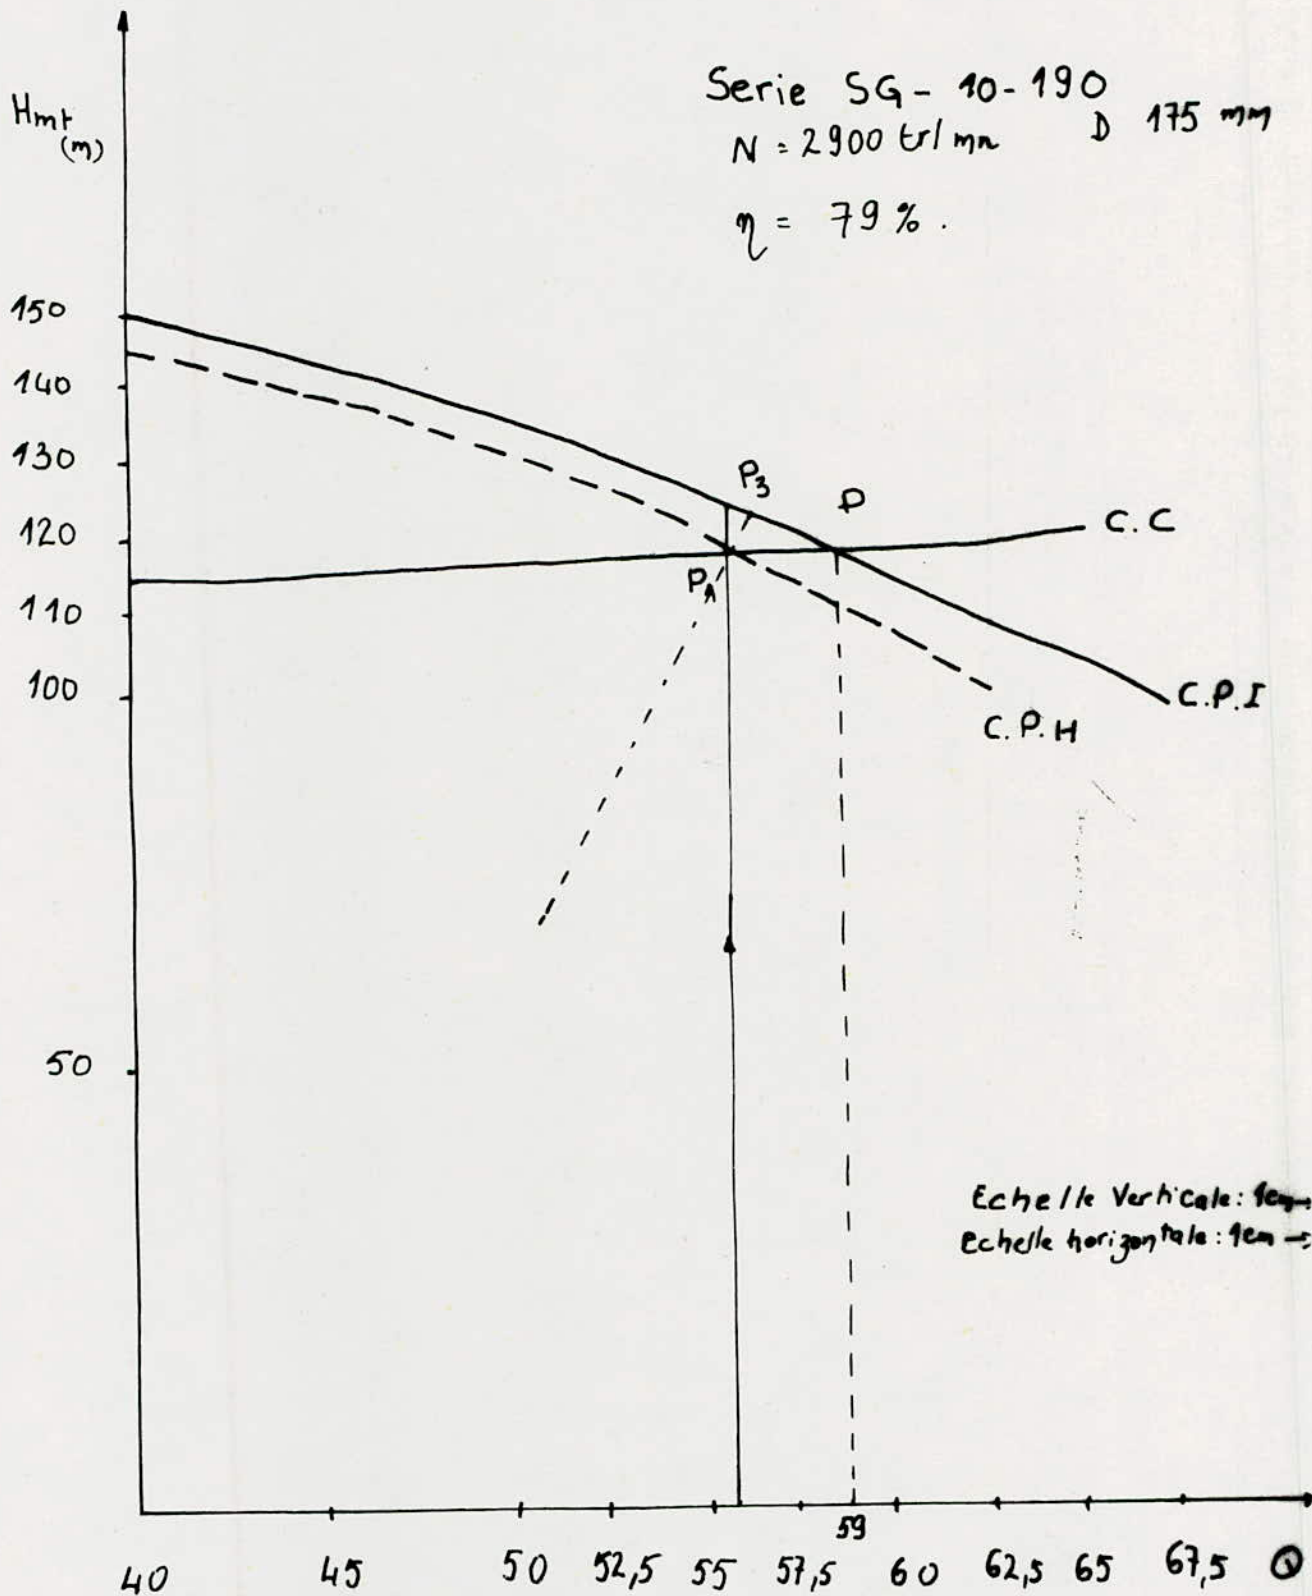 Serie SG - 10-190
D 175 mm
N = 2900 tr/mn
η = 79 % .
Hmt
(m)
150
140
130
120
110
100
50
P3
P
C.C
PA
C.P.I
C.P.H
Echelle Verticale : 1cm →
Echelle horizontale : 1cm →
59
40 45 50 52,5 55 57,5 60 62,5 65 67,5 Q